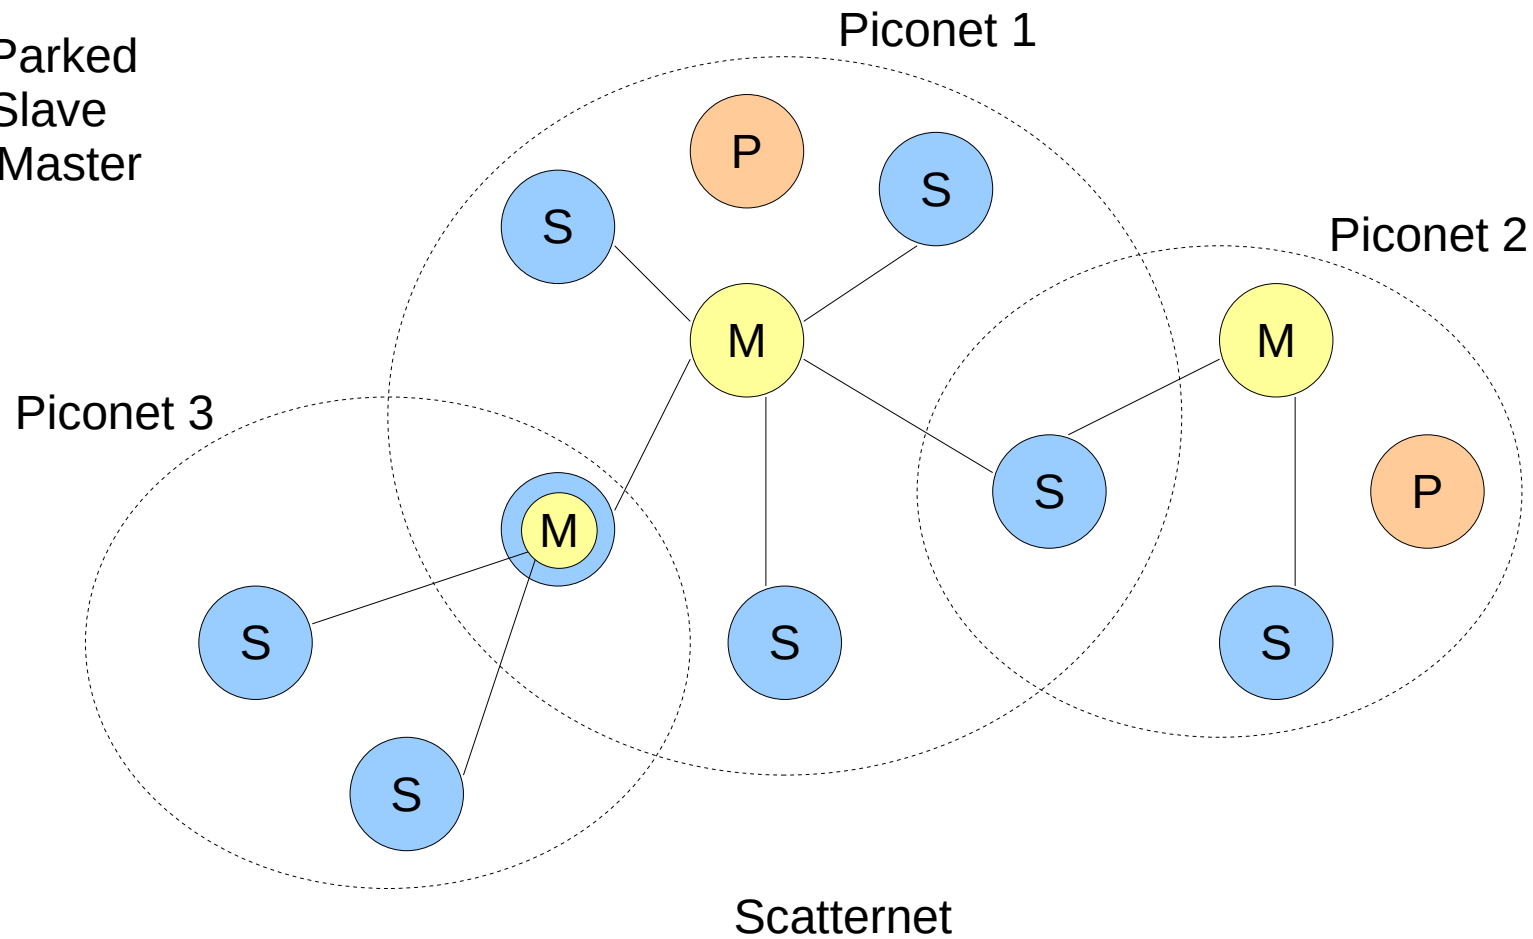 Piconet 1
Parked
Slave
Master
P
S
S
Piconet 2
M
M
Piconet 3
S
P
M
S
S
S
S
Scatternet